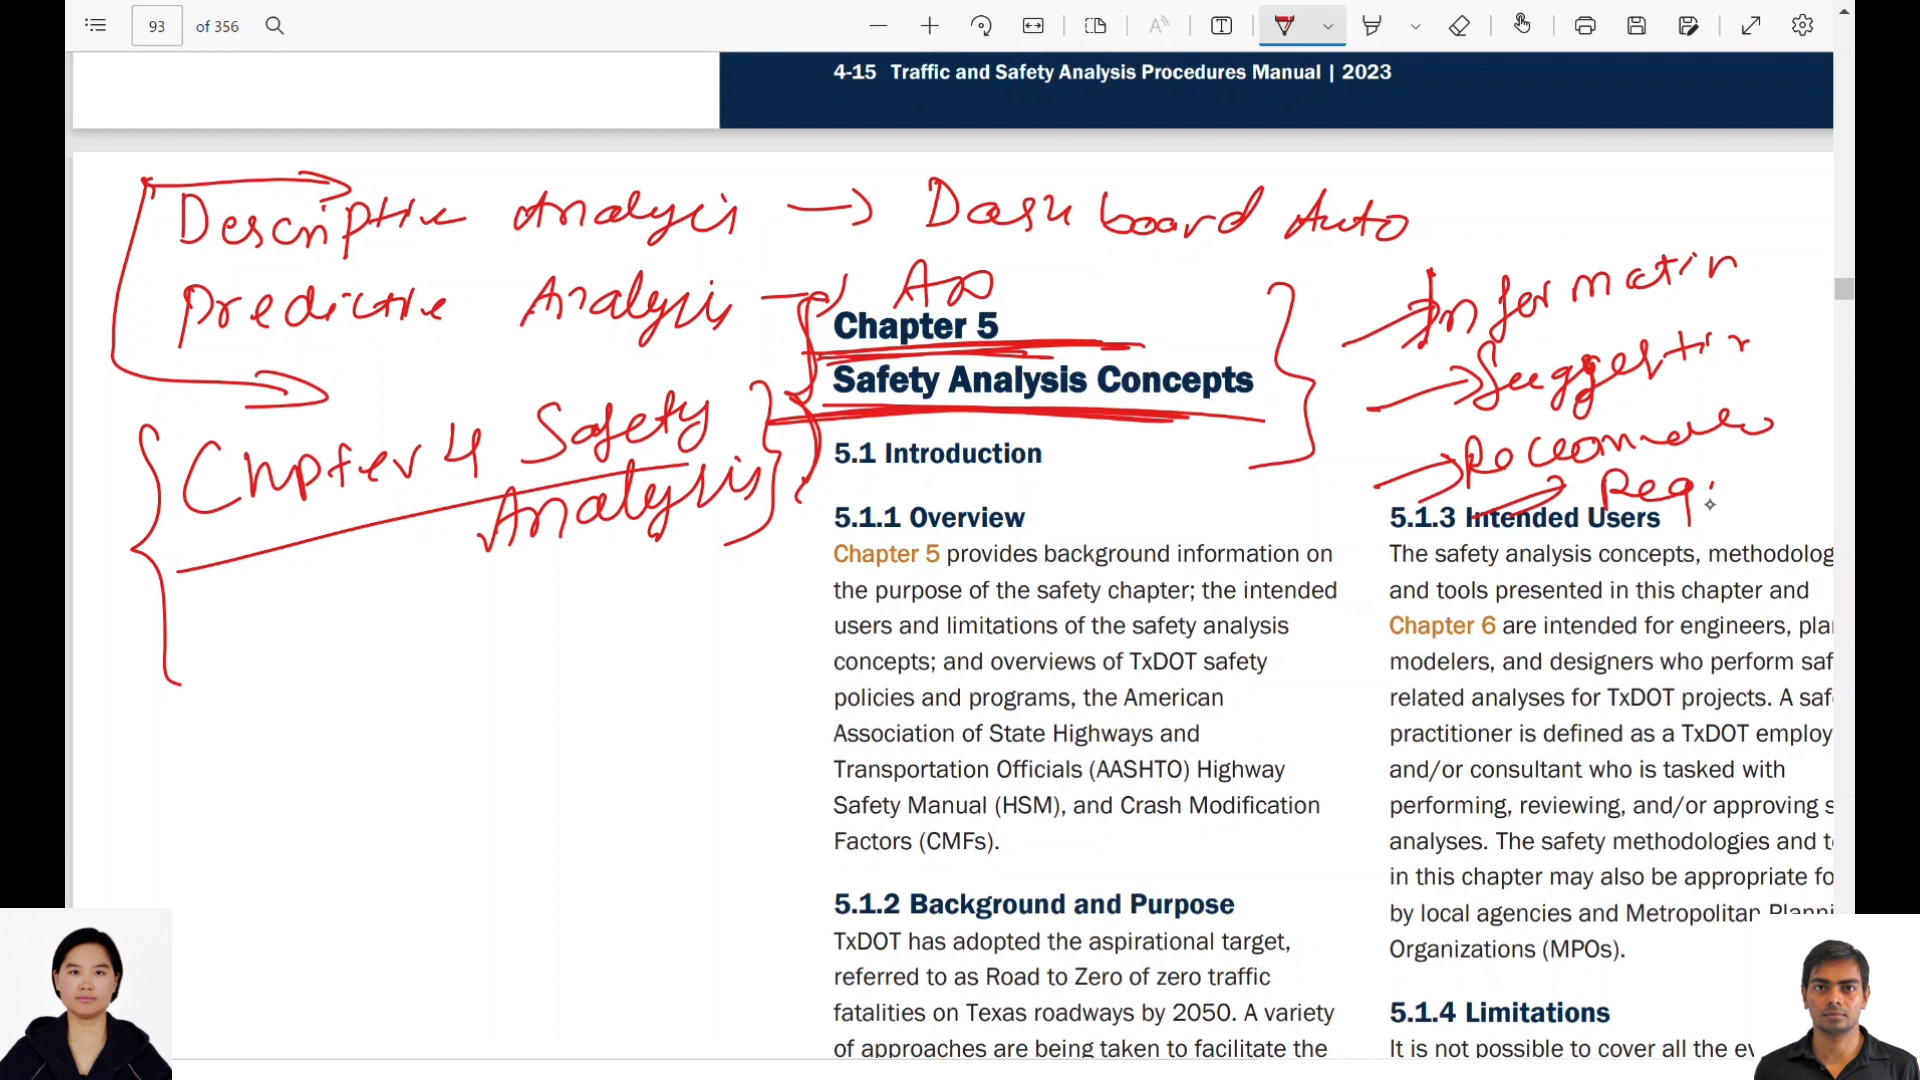 93 of 356
4-15 Traffic and Safety Analysis Procedures Manual | 2023
Descriptive Analysis → Dashboard Auto
Predictive Analysis →
Chapter 4 Safety
Analysis
Information
Suggestion
Req
Chapter 5
Safety Analysis Concepts
5.1 Introduction
5.1.1 Overview
Chapter 5 provides background information on
the purpose of the safety chapter; the intended
users and limitations of the safety analysis
concepts; and overviews of TxDOT safety
policies and programs, the American
Association of State Highways and
Transportation Officials (AASHTO) Highway
Safety Manual (HSM), and Crash Modification
Factors (CMFs).
5.1.2 Background and Purpose
TxDOT has adopted the aspirational target,
referred to as Road to Zero of zero traffic
fatalities on Texas roadways by 2050. A variety
of approaches are being taken to facilitate the
5.1.3 Intended Users
The safety analysis concepts, methodolog
and tools presented in this chapter and
Chapter 6 are intended for engineers, pla
modelers, and designers who perform saf
related analyses for TxDOT projects. A saf
practitioner is defined as a TxDOT employ
and/or consultant who is tasked with
performing, reviewing, and/or approving s
analyses. The safety methodologies and t
in this chapter may also be appropriate fo
by local agencies and Metropolitan Planni
Organizations (MPOs).
5.1.4 Limitations
It is not possible to cover all the ev